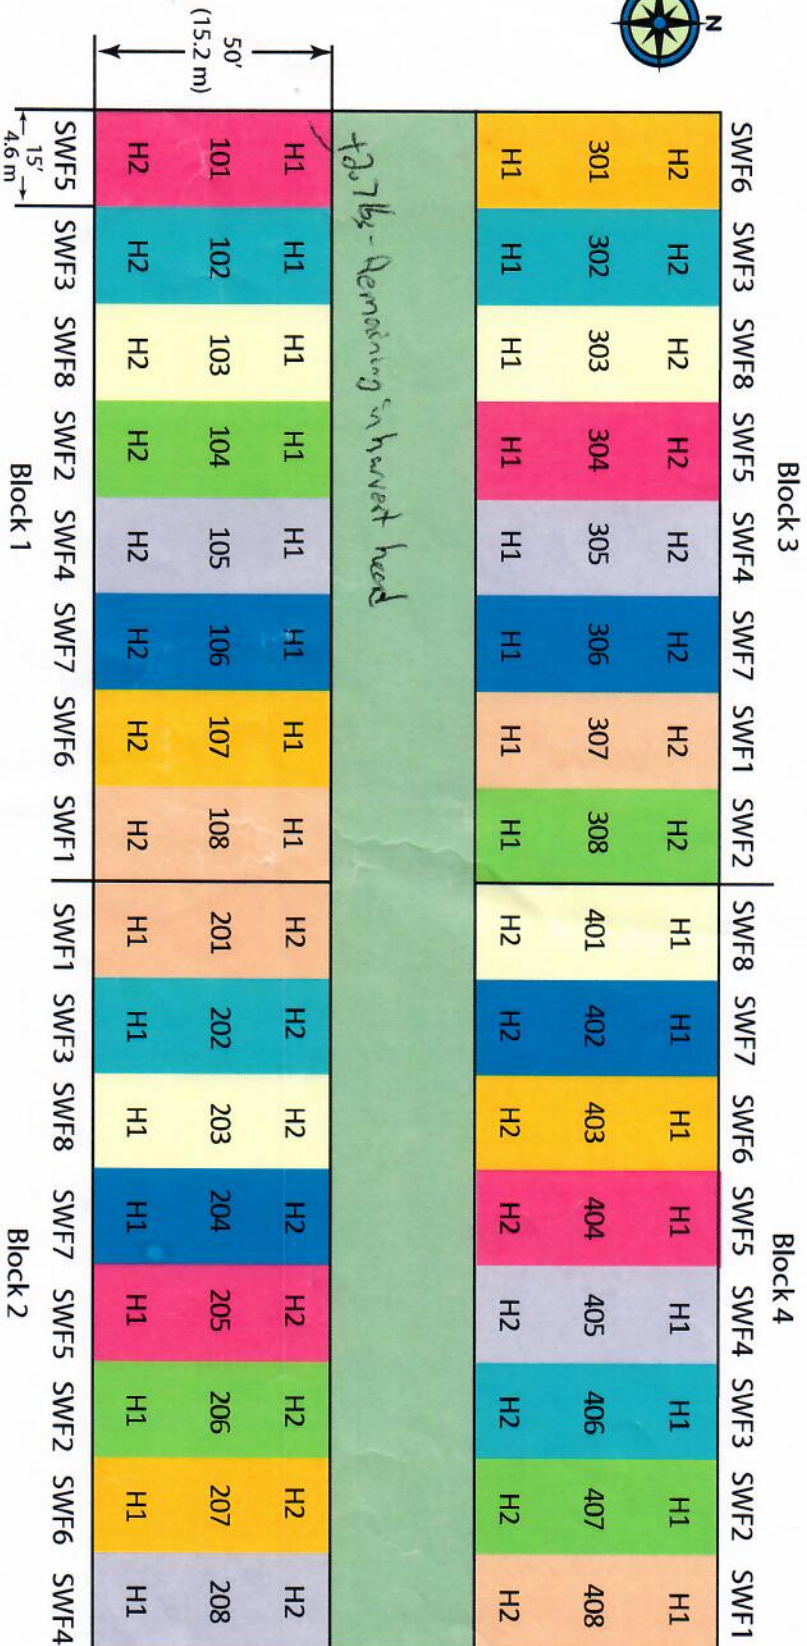 Block 3 Block 4
SWF6 SWF3 SWF8 SWF5 SWF4 SWF7 SWF1 SWF2 SWF8 SWF7 SWF6 SWF5 SWF4 SWF3 SWF2 SWF1
N
H2 H2 H2 H2 H2 H2 H2 H2 H1 H1 H1 H1 H1 H1 H1 H1
301 302 303 304 305 306 307 308 401 402 403 404 405 406 407 408
H1 H1 H1 H1 H1 H1 H1 H1 H2 H2 H2 H2 H2 H2 H2 H2
+2.7 lbs - Remaining in harvest head
H1 H1 H1 H1 H1 H1 H1 H1 H2 H2 H2 H2 H2 H2 H2 H2
50'
(15.2 m)
101 102 103 104 105 106 107 108 201 202 203 204 205 206 207 208
H2 H2 H2 H2 H2 H2 H2 H2 H1 H1 H1 H1 H1 H1 H1 H1
SWF5 SWF3 SWF8 SWF2 SWF4 SWF7 SWF6 SWF1 SWF1 SWF3 SWF8 SWF7 SWF5 SWF2 SWF6 SWF4
15'
4.6 m
Block 1 Block 2